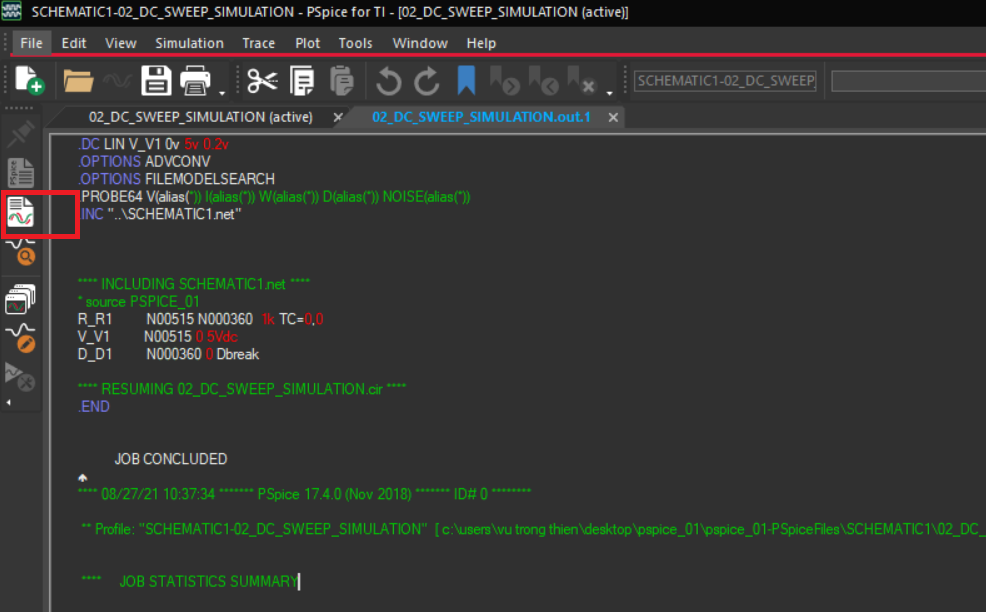 SCHEMATIC1-02_DC_SWEEP_SIMULATION - PSpice for TI - [02_DC_SWEEP_SIMULATION (active)]
File Edit View Simulation Trace Plot Tools Window Help
SCHEMATIC1-02_DC_SWEEP
02_DC_SWEEP_SIMULATION (active) 02_DC_SWEEP_SIMULATION.out.1
.DC LIN V_V1 0v 5v 0.2v
.OPTIONS ADVCONV
.OPTIONS FILEMODELSEARCH
.PROBE64 V(alias(*)) I(alias(*)) W(alias(*)) D(alias(*)) NOISE(alias(*))
.INC "..\SCHEMATIC1.net"
**** INCLUDING SCHEMATIC1.net ****
* source PSPICE_01
R_R1 N00515 N000360 1k TC=0,0
V_V1 N00515 0 5Vdc
D_D1 N000360 0 Dbreak
**** RESUMING 02_DC_SWEEP_SIMULATION.cir ****
.END
JOB CONCLUDED
**** 08/27/21 10:37:34 ******* PSpice 17.4.0 (Nov 2018) ******* ID# 0 ********
** Profile: "SCHEMATIC1-02_DC_SWEEP_SIMULATION" [ c:\users\vu trong thien\desktop\pspice_01\pspice_01-PSpiceFiles\SCHEMATIC1\02_DC_
**** JOB STATISTICS SUMMARY